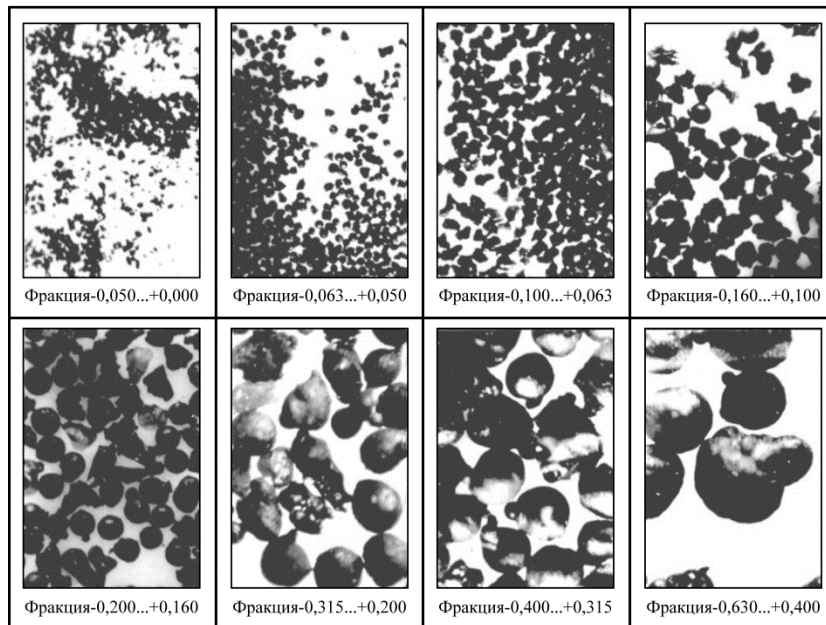 Фракция-0,050...+0,000
Фракция-0,063...+0,050
Фракция-0,100...+0,063
Фракция-0,160...+0,100
Фракция-0,200...+0,160
Фракция-0,315...+0,200
Фракция-0,400...+0,315
Фракция-0,630...+0,400